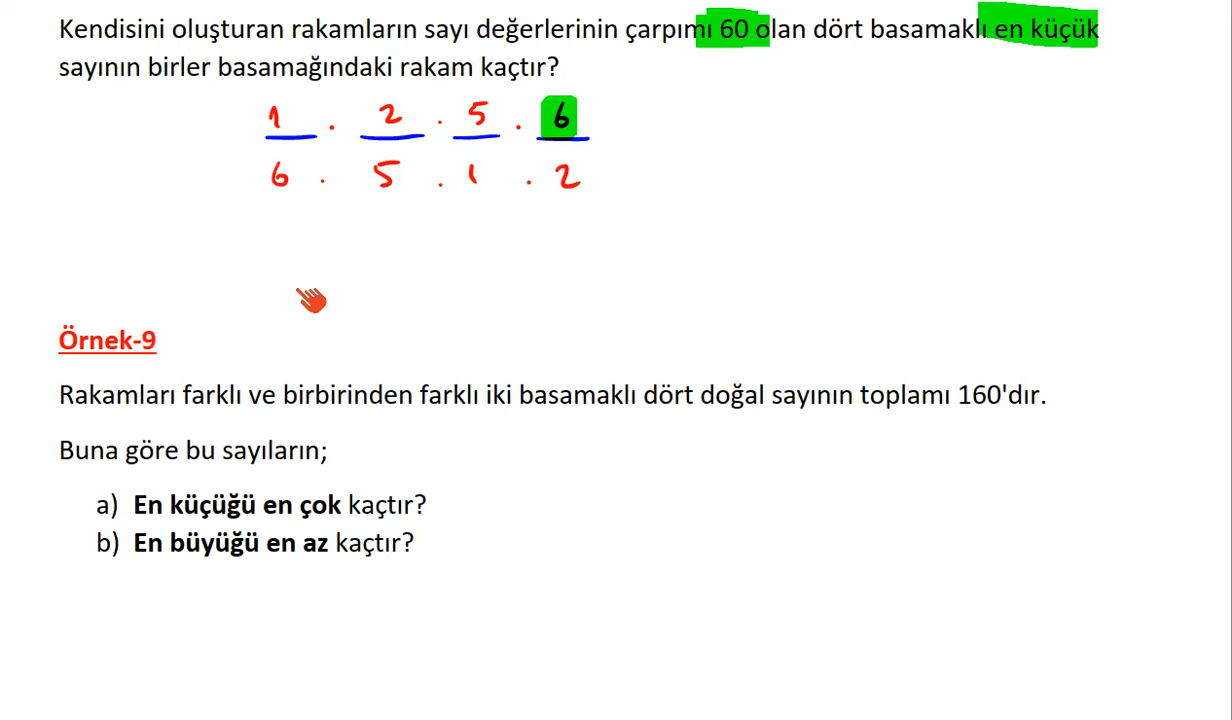 Kendisini oluşturan rakamların sayı değerlerinin çarpımı 60 olan dört basamaklı en küçük
sayının birler basamağındaki rakam kaçtır?
1 . 2 . 5 . 6
6 . 5 . 1 . 2
Örnek-9
Rakamları farklı ve birbirinden farklı iki basamaklı dört doğal sayının toplamı 160'dır.
Buna göre bu sayıların;
a) En küçüğü en çok kaçtır?
b) En büyüğü en az kaçtır?